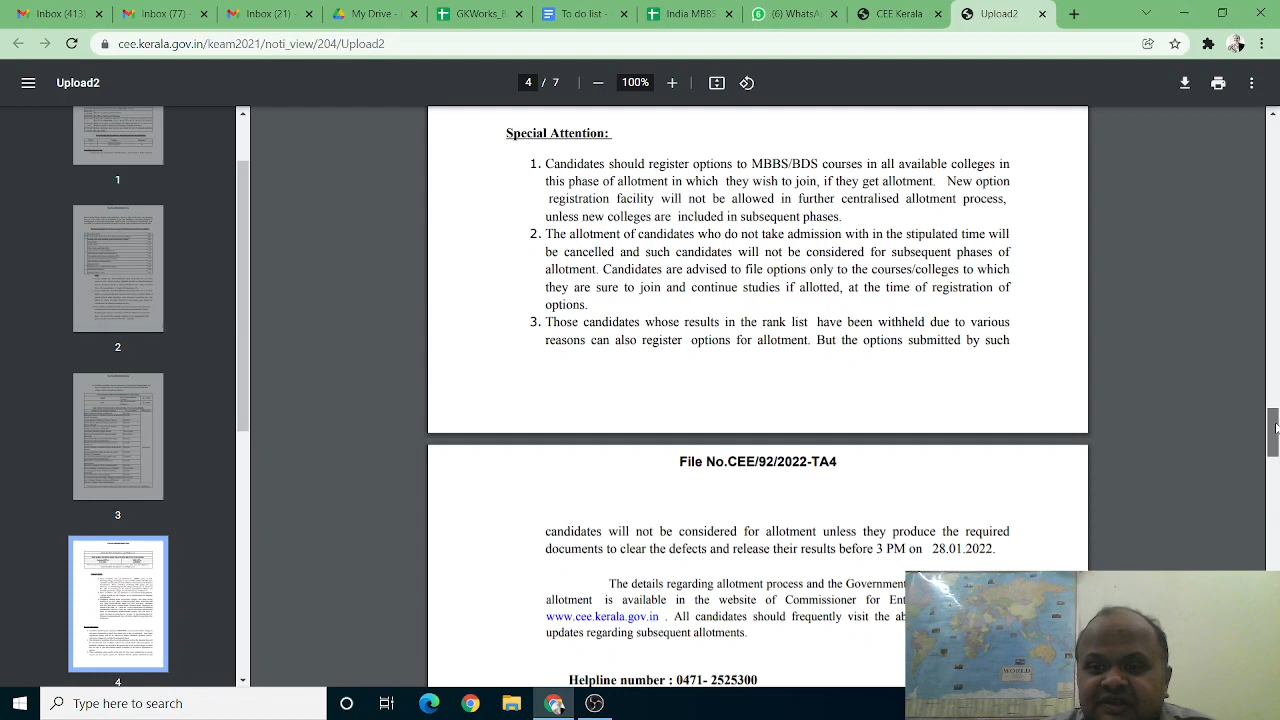 Inbox (413)
Inbox (77)
Inbox (21) -
My Drive -
GKWorks_B
To do list -
India MBBS
(6) WhatsA
CEE Kerala
Upload2
cee.kerala.gov.in/keam2021/noti_view/204/Upload2
Upload2
4 / 7
100%
Special Attention:
1. Candidates should register options to MBBS/BDS courses in all available colleges in
this phase of allotment in which they wish to join, if they get allotment. New option
registration facility will not be allowed in further centralised allotment process,
unless new colleges are included in subsequent phases.
2. The allotment of candidates who do not take admission with in the stipulated time will
be cancelled and such candidates will not be considered for subsequent phases of
allotment. Candidates are advised to file options only to the courses/colleges to which
they are sure to join and continue studies if allotted, at the time of registration of
options.
3. Those candidates whose results in the rank list have been withheld due to various
reasons can also register options for allotment. But the options submitted by such
File No.CEE/92/2022-TA4
candidates will not be considered for allotment unless they produce the required
documents to clear the defects and release their results before 3 PM on 28.01.2022.
The details regarding allotment process and the Government
allotment is available in the website of Commissioner for Ent
www.cee.kerala.gov.in . All candidates should frequently visit the ab
updates regarding subsequent allotments.
Helpline number : 0471- 2525300
1
2
3
4
WORLD
Type here to search